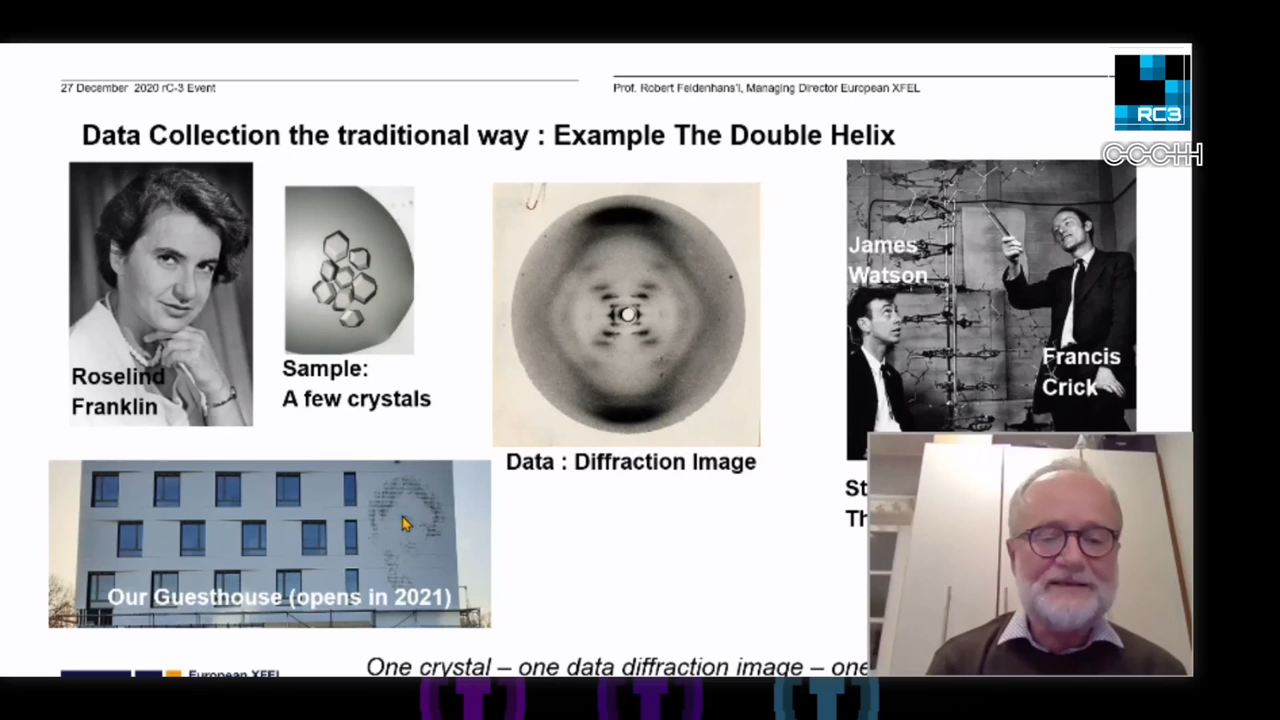 27 December 2020 rC-3 Event
Prof. Robert Feidenhans'l, Managing Director European XFEL
RC3
CCCHH
Data Collection the traditional way : Example The Double Helix
James
Watson
Francis
Crick
Roselind
Franklin
Sample:
A few crystals
Data : Diffraction Image
St
Th
Our Guesthouse (opens in 2021)
European XFEL
One crystal – one data diffraction image – one